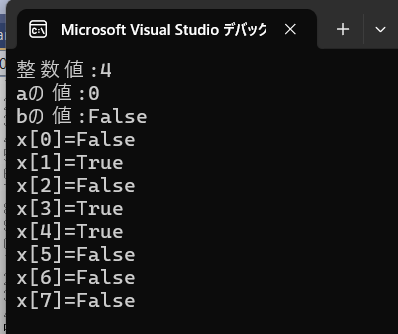 Microsoft Visual Studio デバック
整数値:4
aの値:0
bの値:False
x[0]=False
x[1]=True
x[2]=False
x[3]=True
x[4]=True
x[5]=False
x[6]=False
x[7]=False